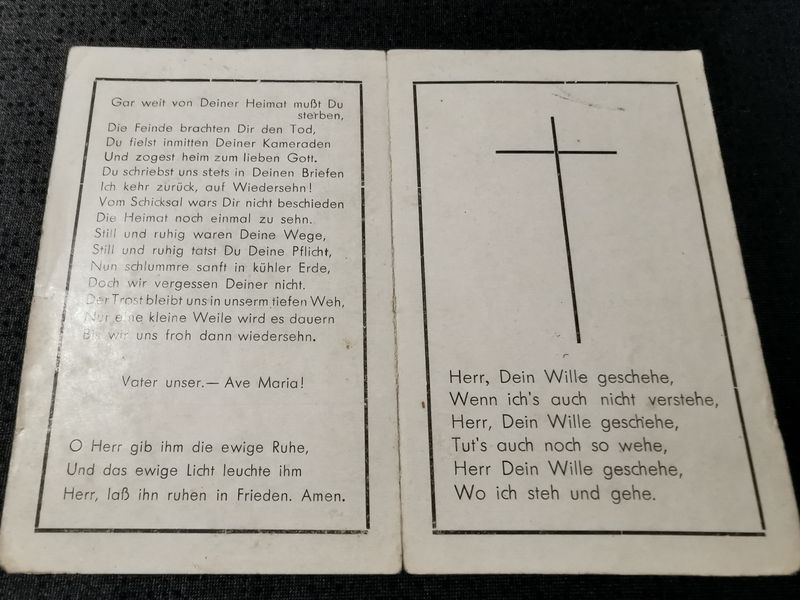 Gar weit von Deiner Heimat mußt Du
sterben,
Die Feinde brachten Dir den Tod,
Du fielst inmitten Deiner Kameraden
Und zogest heim zum lieben Gott.
Du schriebst uns stets in Deinen Briefen
Ich kehr zurück, auf Wiedersehn!
Vom Schicksal wars Dir nicht beschieden
Die Heimat noch einmal zu sehn.
Still und ruhig waren Deine Wege,
Still und ruhig tatst Du Deine Pflicht,
Nun schlummre sanft in kühler Erde,
Doch wir vergessen Deiner nicht.
Der Trost bleibt uns in unserm tiefen Weh,
Nur eine kleine Weile wird es dauern
Bis wir uns froh dann wiedersehn.
Vater unser.— Ave Maria!
O Herr gib ihm die ewige Ruhe,
Und das ewige Licht leuchte ihm
Herr, laß ihn ruhen in Frieden. Amen.
Herr, Dein Wille geschehe,
Wenn ich's auch nicht verstehe,
Herr, Dein Wille geschehe,
Tut's auch noch so wehe,
Herr Dein Wille geschehe,
Wo ich steh und gehe.